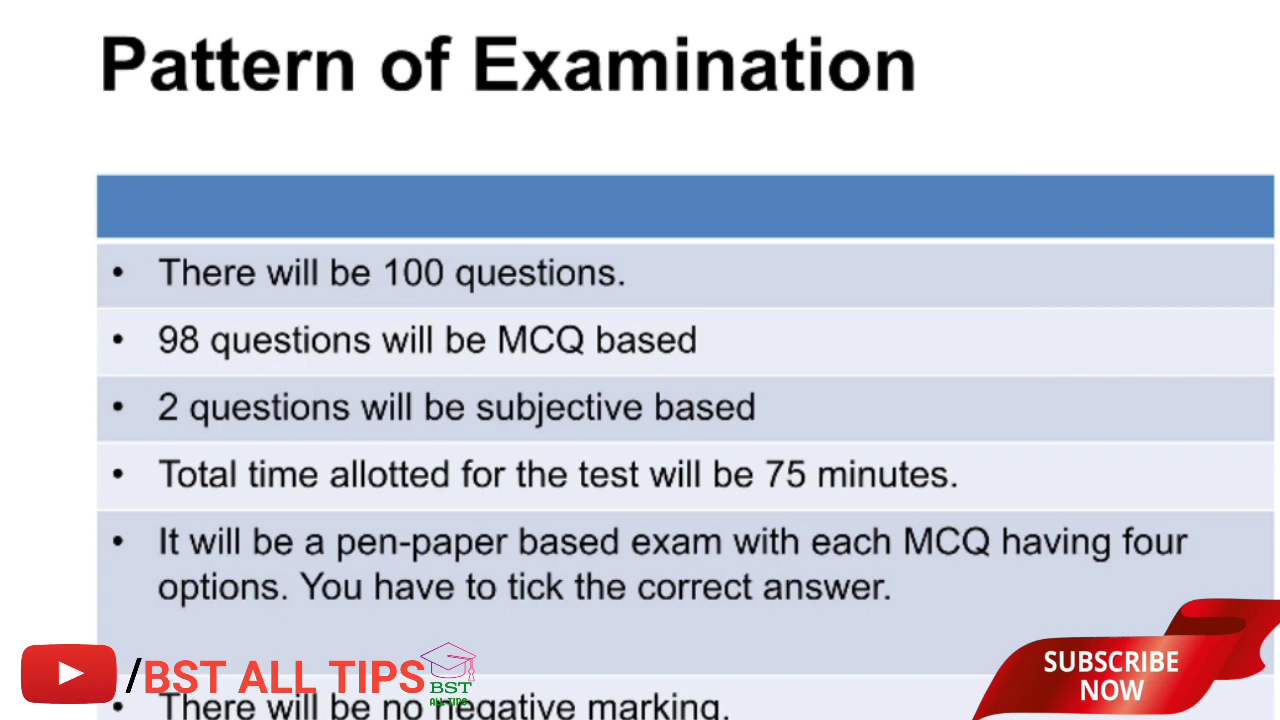 Pattern of Examination
• There will be 100 questions.
• 98 questions will be MCQ based
• 2 questions will be subjective based
• Total time allotted for the test will be 75 minutes.
• It will be a pen-paper based exam with each MCQ having four
options. You have to tick the correct answer.
• There will be no negative marking.
/BST ALL TIPS
BST
ALL TIPS
SUBSCRIBE
NOW